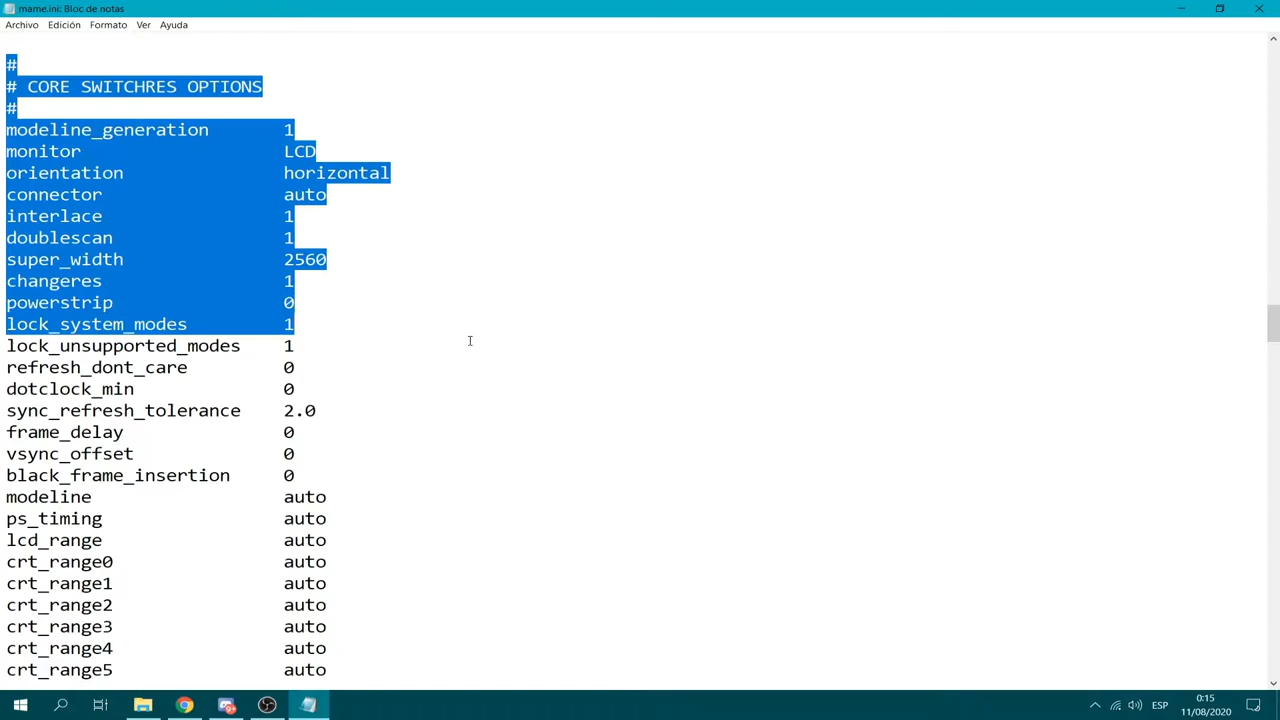 mame.ini: Bloc de notas
Archivo Edición Formato Ver Ayuda
#
# CORE SWITCHRES OPTIONS
#
modeline_generation 1
monitor LCD
orientation horizontal
connector auto
interlace 1
doublescan 1
super_width 2560
changeres 1
powerstrip 0
lock_system_modes 1
lock_unsupported_modes 1
refresh_dont_care 0
dotclock_min 0
sync_refresh_tolerance 2.0
frame_delay 0
vsync_offset 0
black_frame_insertion 0
modeline auto
ps_timing auto
lcd_range auto
crt_range0 auto
crt_range1 auto
crt_range2 auto
crt_range3 auto
crt_range4 auto
crt_range5 auto
ESP
0:15
11/08/2020